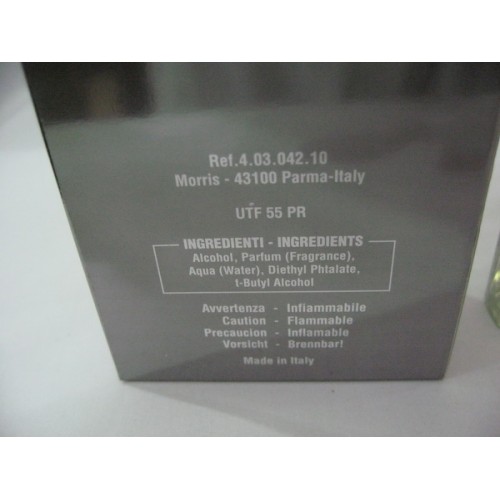 Ref.4.03.042.10
Morris - 43100 Parma-Italy
UTF 55 PR
INGREDIENTI - INGREDIENTS
Alcohol, Parfum (Fragrance),
Aqua (Water), Diethyl Phtalate,
t-Butyl Alcohol
Avvertenza - Infiammabile
Caution - Flammable
Precaucion - Inflamable
Vorsicht - Brennbar!
Made in Italy